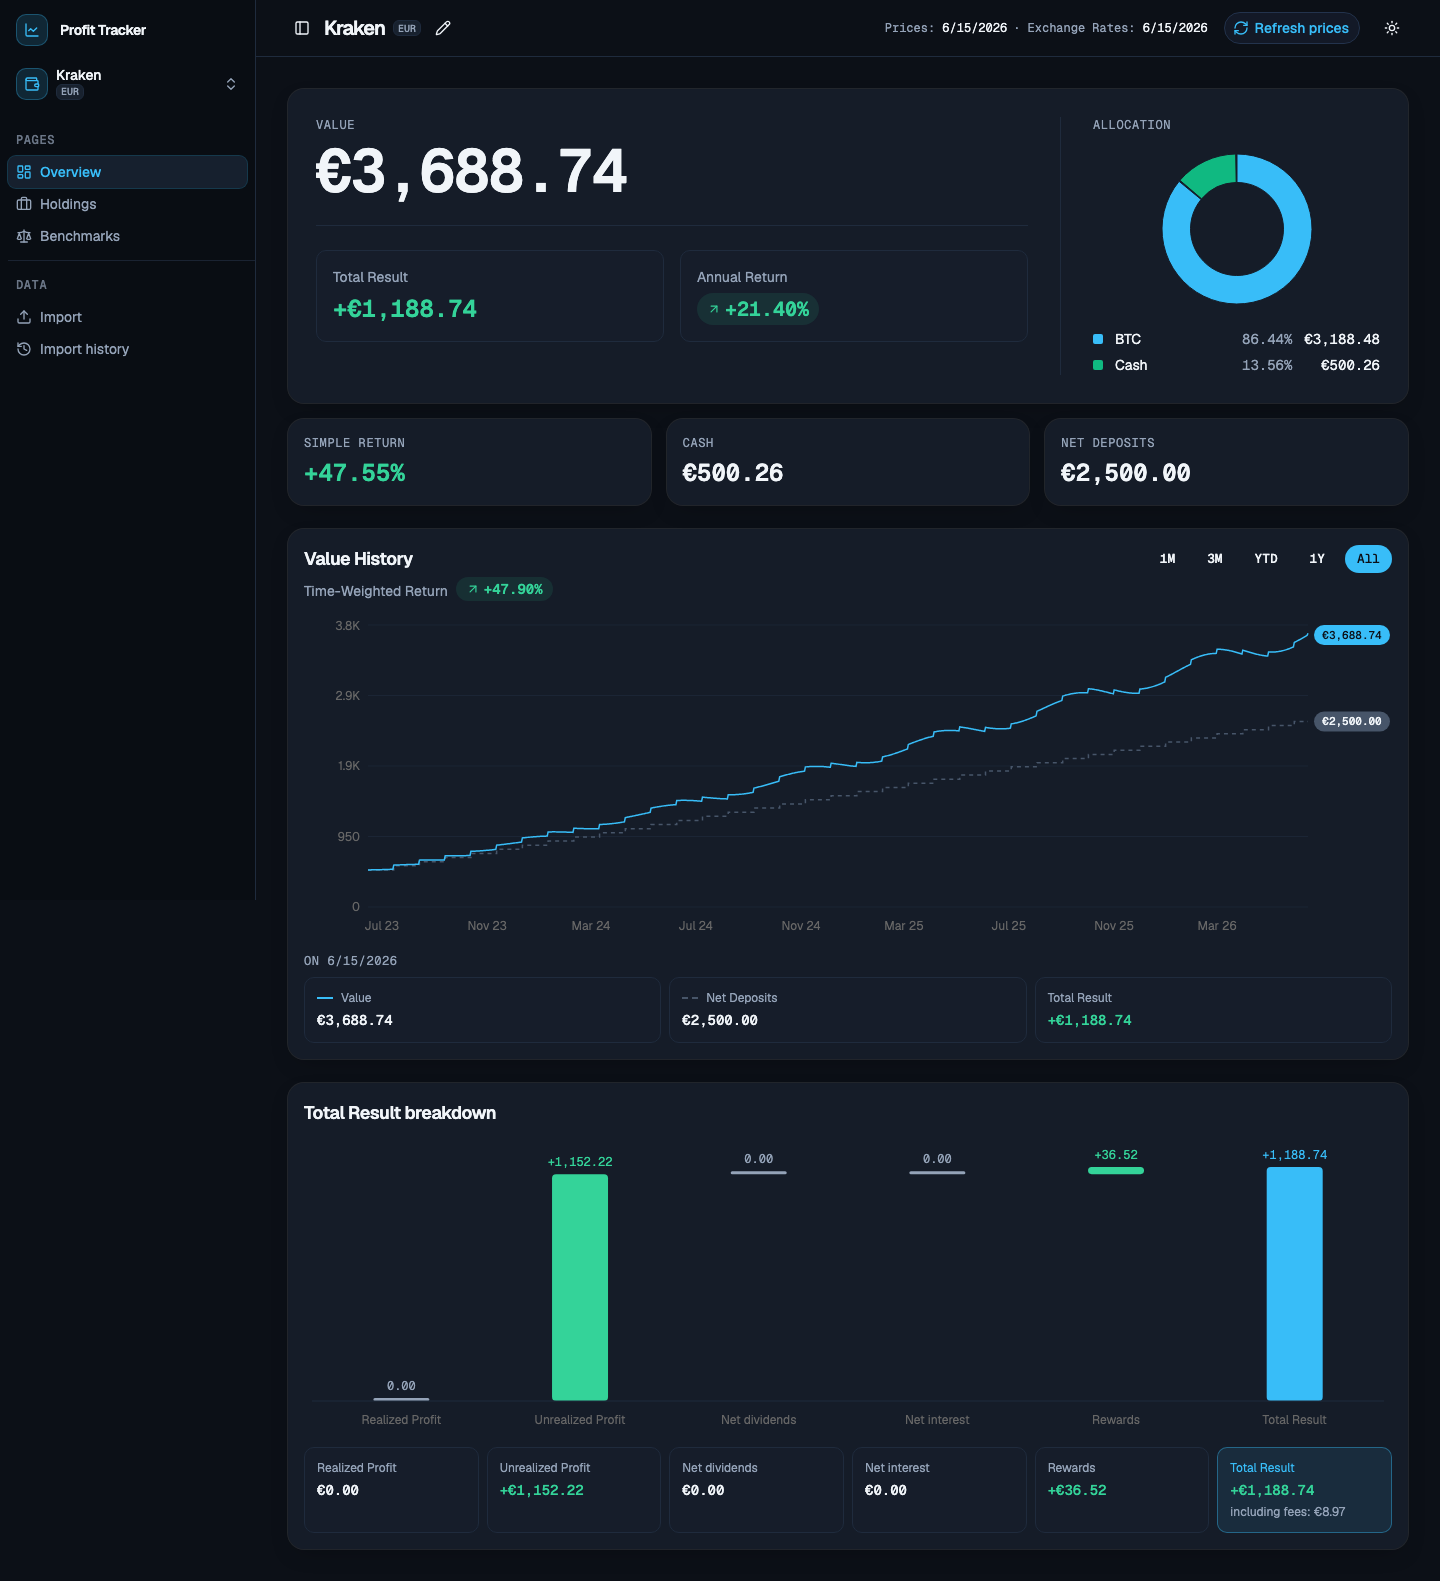 Profit Tracker
Kraken
EUR
PAGES
Overview
Holdings
Benchmarks
DATA
Import
Import history
Kraken EUR
Prices: 6/15/2026 · Exchange Rates: 6/15/2026
Refresh prices
VALUE
€3,688.74
Total Result
+€1,188.74
Annual Return
+21.40%
ALLOCATION
BTC 86.44% €3,188.48
Cash 13.56% €500.26
SIMPLE RETURN
+47.55%
CASH
€500.26
NET DEPOSITS
€2,500.00
Value History
1M 3M YTD 1Y All
Time-Weighted Return +47.90%
3.8K
2.9K
1.9K
950
0
€3,688.74
€2,500.00
Jul 23 Nov 23 Mar 24 Jul 24 Nov 24 Mar 25 Jul 25 Nov 25 Mar 26
ON 6/15/2026
Value
€3,688.74
Net Deposits
€2,500.00
Total Result
+€1,188.74
Total Result breakdown
0.00
+1,152.22
0.00
0.00
+36.52
+1,188.74
Realized Profit Unrealized Profit Net dividends Net interest Rewards Total Result
Realized Profit
€0.00
Unrealized Profit
+€1,152.22
Net dividends
€0.00
Net interest
€0.00
Rewards
+€36.52
Total Result
+€1,188.74
including fees: €8.97